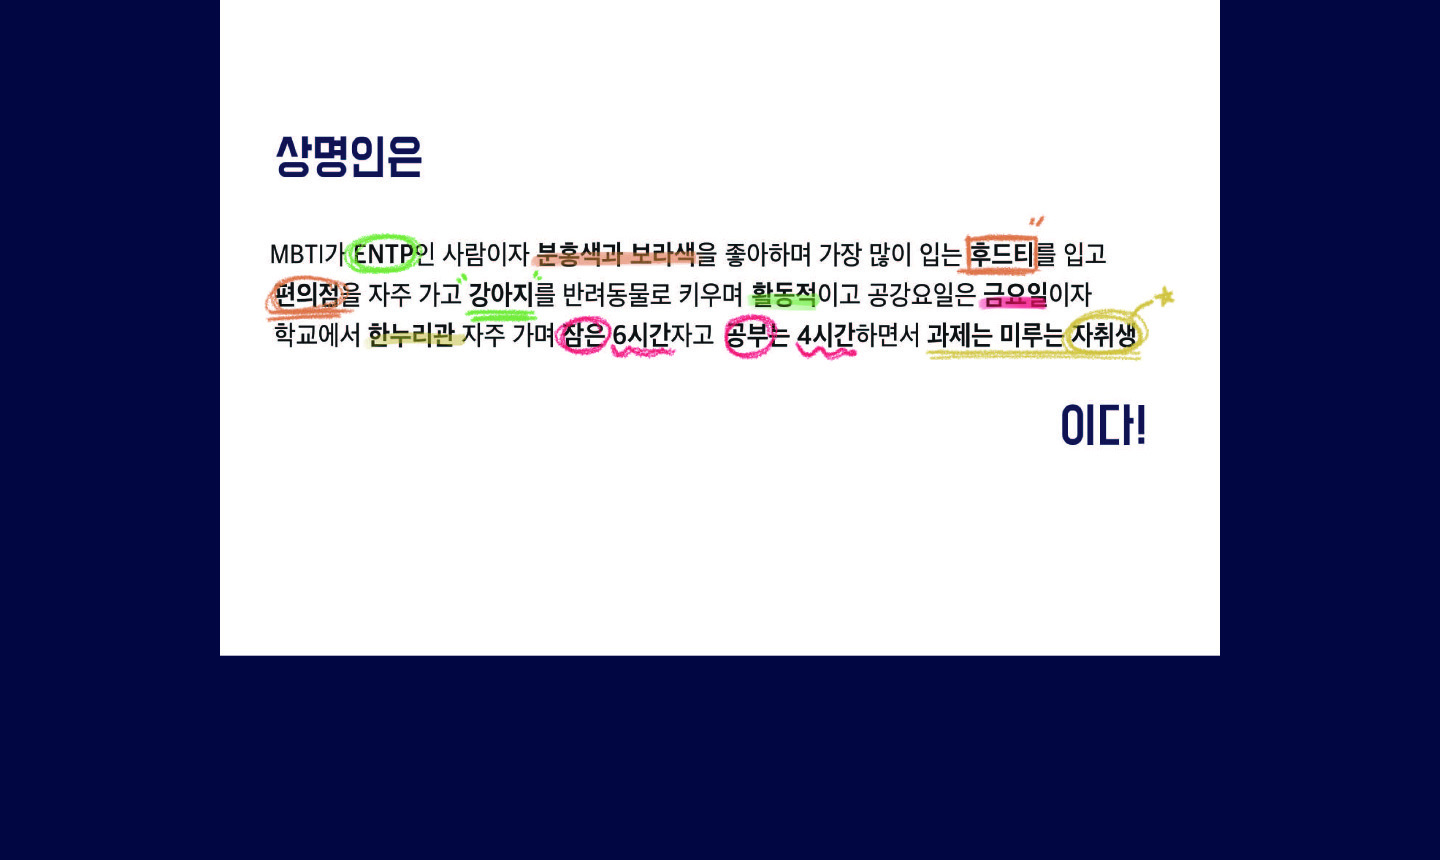 상명인은
MBTI가 ENTP인 사람이자 분홍색과 보라색을 좋아하며 가장 많이 입는 후드티를 입고
편의점을 자주 가고 강아지를 반려동물로 키우며 활동적이고 공강요일은 금요일이자
학교에서 한누리관 자주 가며 잠은 6시간자고 공부는 4시간하면서 과제는 미루는 자취생
이다!